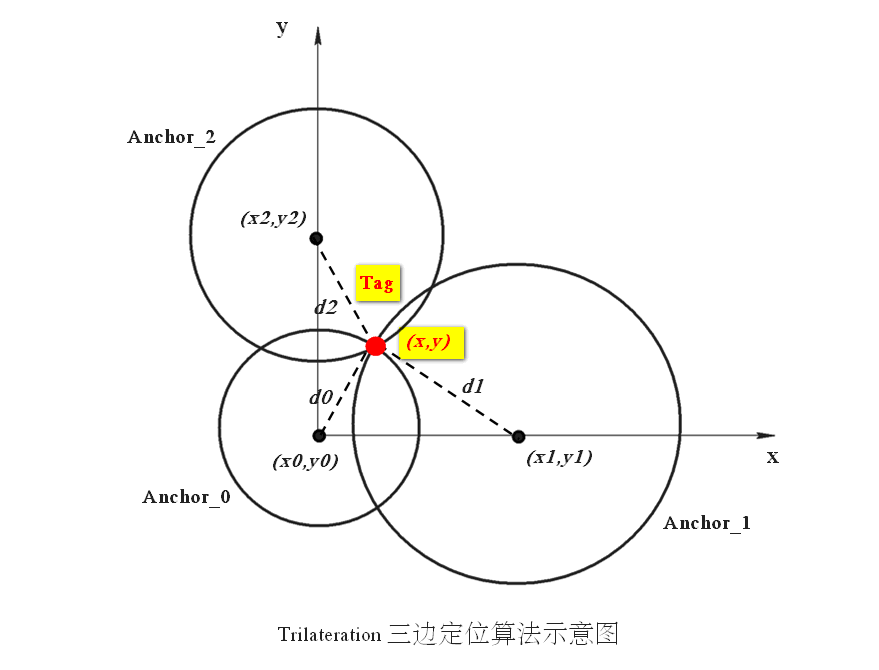 y
Anchor_2
(x2,y2)
Tag
d2
(x,y)
d1
d0
(x0,y0)
(x1,y1)
x
Anchor_0
Anchor_1
Trilateration 三边定位算法示意图